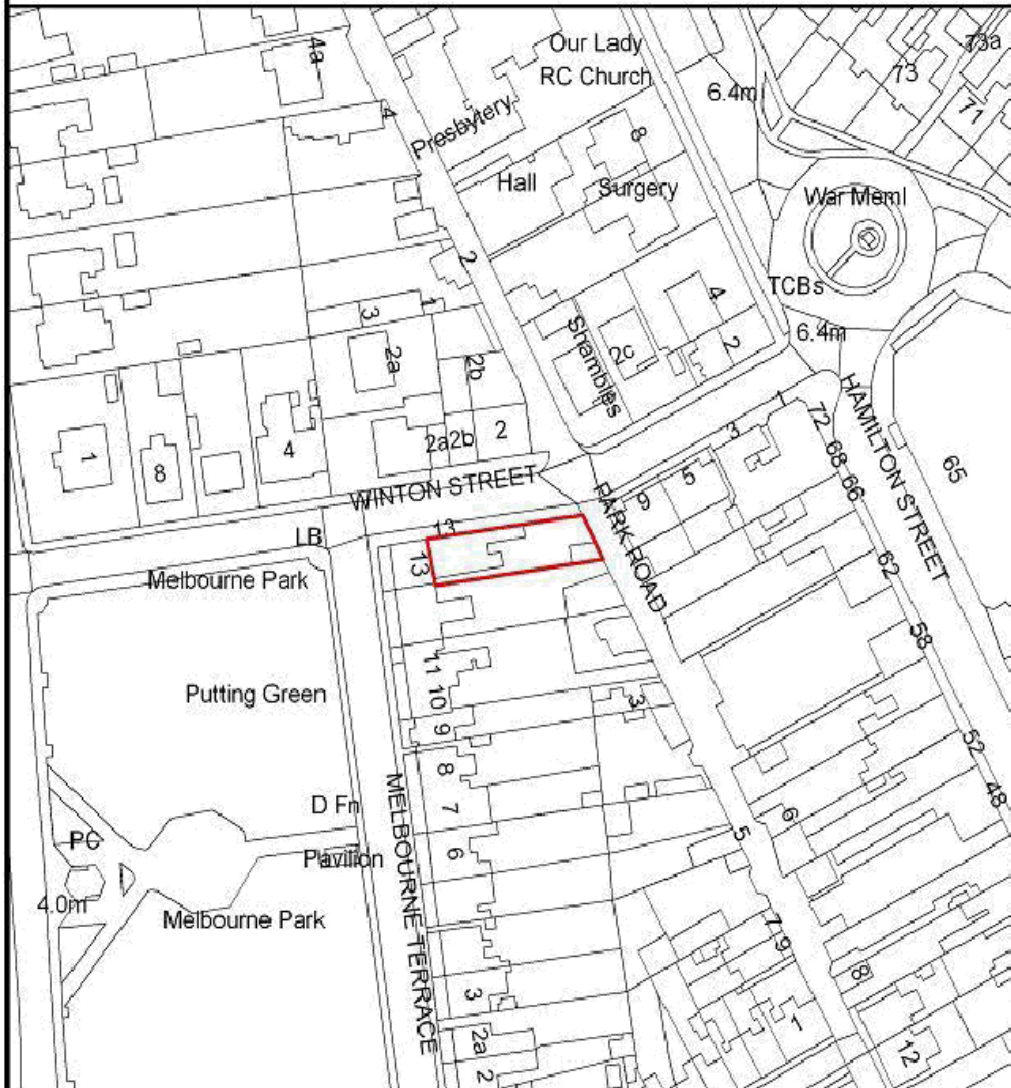 4a
Our Lady
RC Church
73a
73
71
6.4m
4
Presbytery
Hall
8
Surgery
War Meml
2
TCBs
6.4m
3
1
2a
2b
Shambles
2c
4
2
1
8
4
2a2b
2
WINTON STREET
3
5
9
72
68
66
HAMILTON STREET
65
PARK ROAD
LB
13
13
Melbourne Park
62
58
Putting Green
11
10
9
8
7
6
3
52
48
D Fn
PC
Pavilion
MELBOURNE TERRACE
5
6
4.0m
Melbourne Park
7
9
8
3
2a
2
1
12